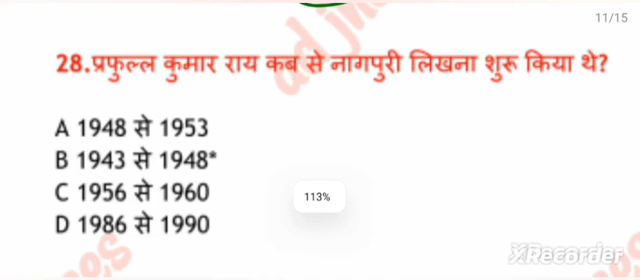 11/15
28.प्रफुल्ल कुमार राय कब से नागपुरी लिखना शुरू किया थे?
A 1948 से 1953
B 1943 से 1948*
C 1956 से 1960
113%
D 1986 से 1990
XRecorder